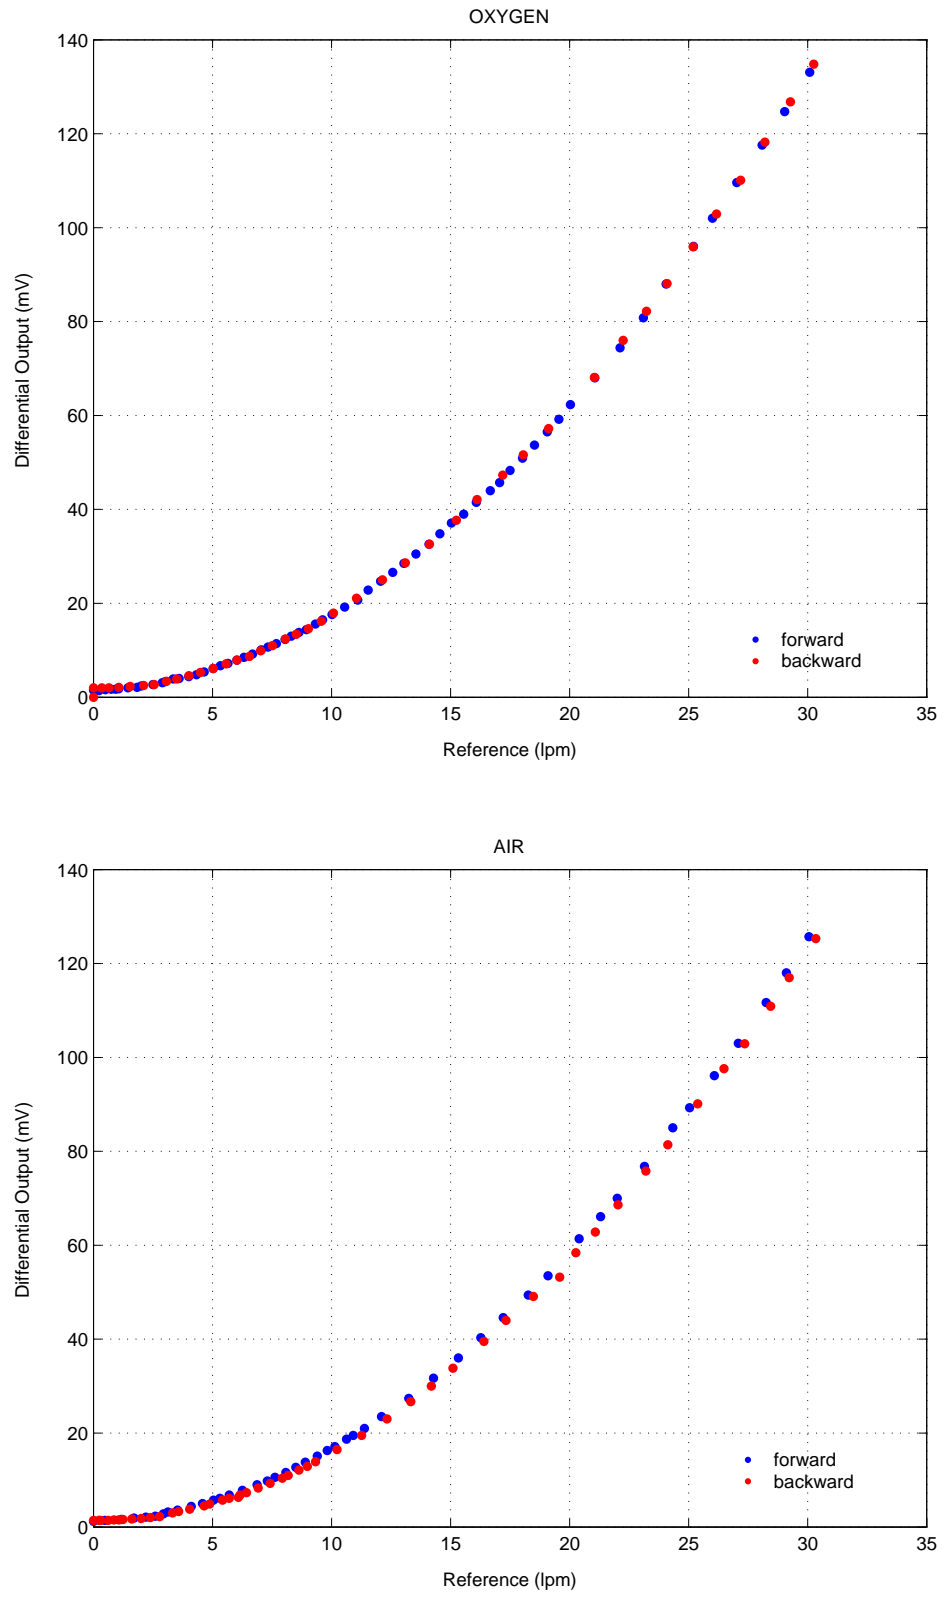 OXYGEN
140
120
100
80
60
40
20
0
Differential Output (mV)
forward
backward
0 5 10 15 20 25 30 35
Reference (lpm)
AIR
140
120
100
80
60
40
20
0
Differential Output (mV)
forward
backward
0 5 10 15 20 25 30 35
Reference (lpm)